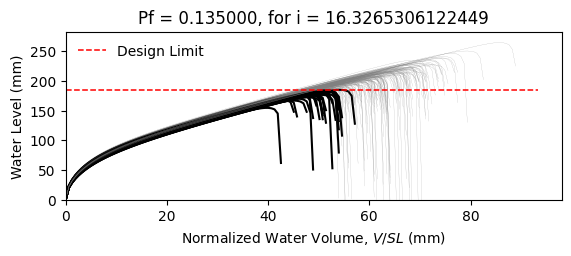 Pf = 0.135000, for i = 16.3265306122449
Design Limit
Water Level (mm)
250
200
150
100
50
0
0 20 40 60 80
Normalized Water Volume, V/SL (mm)